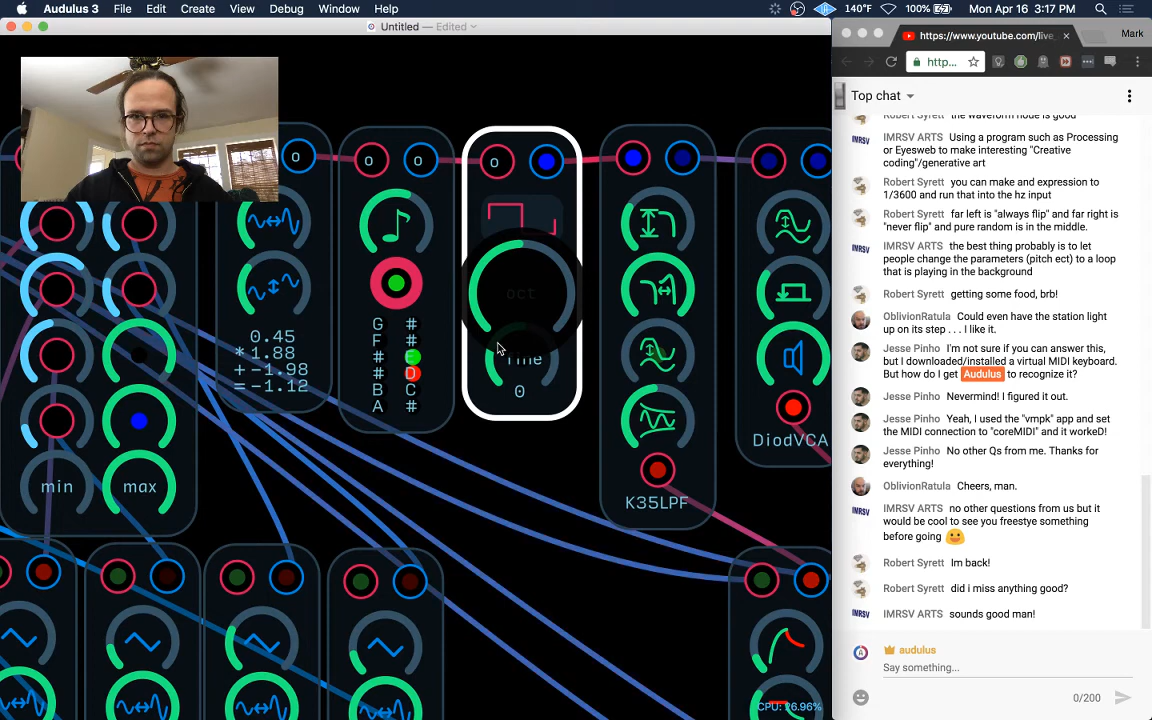 Audulus 3 File Edit Create View Debug Window Help
140°F 100% Mon Apr 16 3:17 PM
Untitled — Edited
https://www.youtube.com/live_
Mark
http...
Top chat
Robert Syrett the waveform node is good
IMRSV ARTS Using a program such as Processing
or Eyesweb to make interesting "Creative
coding"/generative art
Robert Syrett you can make and expression to
1/3600 and run that into the hz input
Robert Syrett far left is "always flip" and far right is
"never flip" and pure random is in the middle.
IMRSV ARTS the best thing probably is to let
people change the parameters (pitch ect) to a loop
that is playing in the background
Robert Syrett getting some food, brb!
OblivionRatula Could even have the station light
up on its step . . . I like it.
Jesse Pinho I'm not sure if you can answer this,
but I downloaded/installed a virtual MIDI keyboard.
But how do I get Audulus to recognize it?
Jesse Pinho Nevermind! I figured it out.
Jesse Pinho Yeah, I used the "vmpk" app and set
the MIDI connection to "coreMIDI" and it workeD!
Jesse Pinho No other Qs from me. Thanks for
everything!
OblivionRatula Cheers, man.
IMRSV ARTS no other questions from us but it
would be cool to see you freestye something
before going
Robert Syrett Im back!
Robert Syrett did i miss anything good?
IMRSV ARTS sounds good man!
audulus
Say something...
0/200
min max
0.45
* 1.88
+ -1.98
= -1.12
G #
F #
# E
# D
B C
A #
oct
fine
0
K35LPF
DiodVCA
CPU: 26.96%